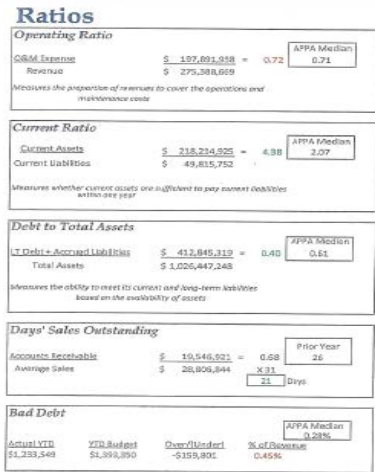 Ratios
Operating Ratio
APPA Median
O&M Expense $ 197,891,958 = 0.72 0.71
Revenue $ 275,388,669
Measures the proportion of revenues to cover the operations and
maintenance costs
Current Ratio
APPA Median
Current Assets $ 218,214,925 = 4.38 2.07
Current Liabilities $ 49,815,752
Measures whether current assets are sufficient to pay current liabilities
within one year
Debt to Total Assets
APPA Median
LT Debt + Accrued Liabilities $ 412,845,319 = 0.40 0.61
Total Assets $ 1,026,447,248
Measures the ability to meet its current and long-term liabilities
based on the availability of assets
Days' Sales Outstanding
Prior Year
Accounts Receivable $ 19,546,921 = 0.68 26
Average Sales $ 28,806,844 X 31
21 Days
Bad Debt
APPA Median
0.28%
Actual YTD YTD Budget Over/(Under) % of Revenue
$1,233,549 $1,393,350 -$159,801 0.45%